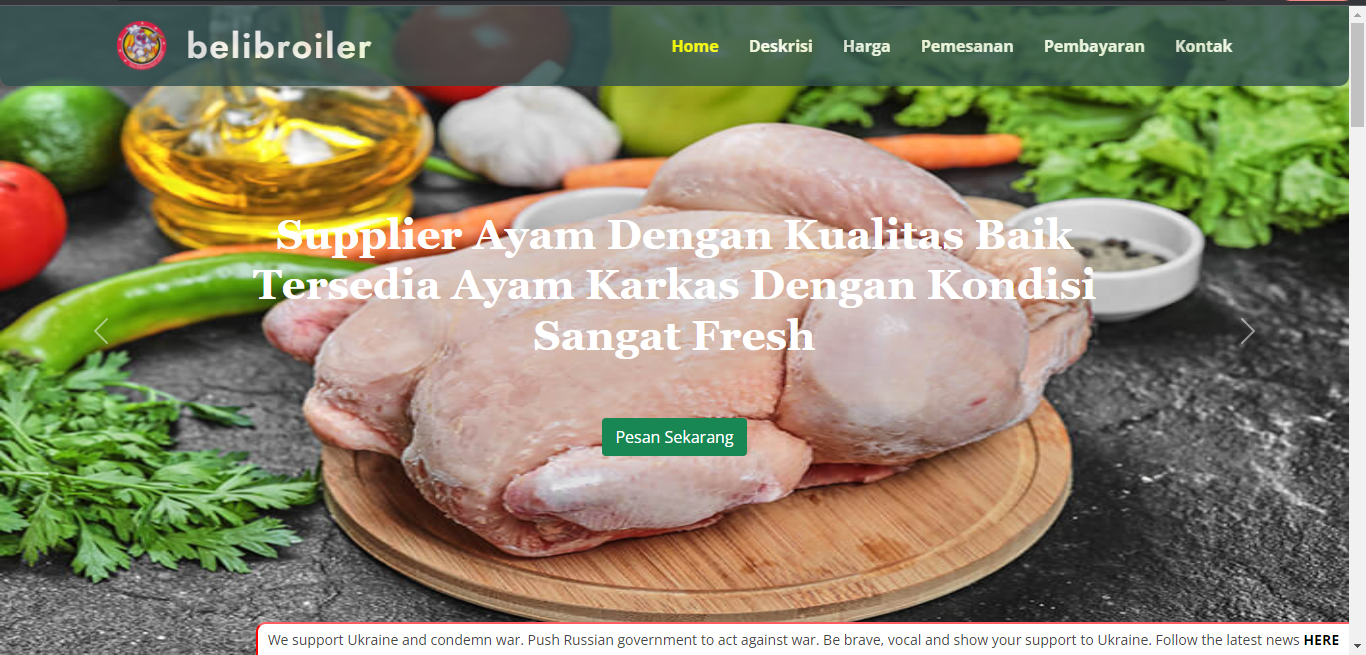 belibroiler
Home Deskrisi Harga Pemesanan Pembayaran Kontak
Supplier Ayam Dengan Kualitas Baik
Tersedia Ayam Karkas Dengan Kondisi
Sangat Fresh
Pesan Sekarang
We support Ukraine and condemn war. Push Russian government to act against war. Be brave, vocal and show your support to Ukraine. Follow the latest news HERE